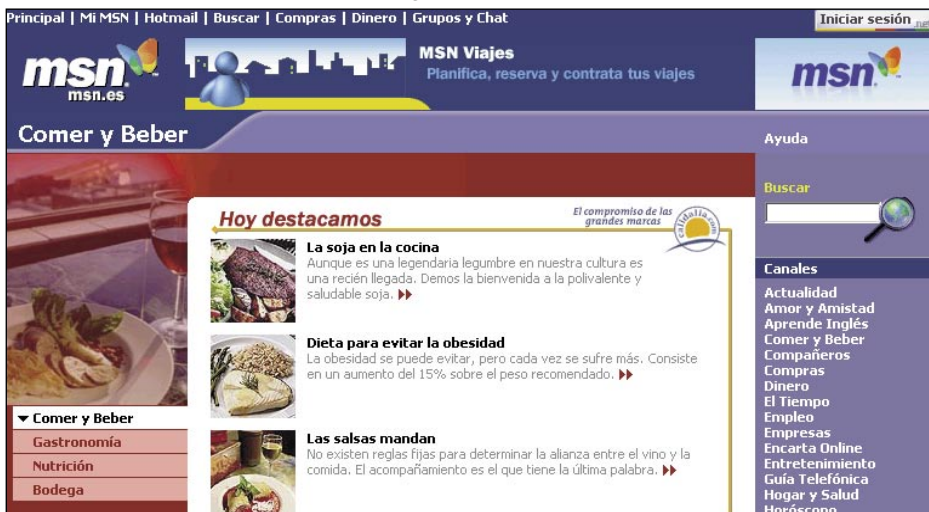 Principal | Mi MSN | Hotmail | Buscar | Compras | Dinero | Grupos y Chat
Iniciar sesión .net
msn
msn.es
MSN Viajes
Planifica, reserva y contrata tus viajes
msn
Comer y Beber
Ayuda
Buscar
Hoy destacamos
El compromiso de las
grandes marcas
calidalia.com
La soja en la cocina
Aunque es una legendaria legumbre en nuestra cultura es
una recién llegada. Demos la bienvenida a la polivalente y
saludable soja.
Dieta para evitar la obesidad
La obesidad se puede evitar, pero cada vez se sufre más. Consiste
en un aumento del 15% sobre el peso recomendado.
Las salsas mandan
No existen reglas fijas para determinar la alianza entre el vino y la
comida. El acompañamiento es el que tiene la última palabra.
Comer y Beber
Gastronomía
Nutrición
Bodega
Canales
Actualidad
Amor y Amistad
Aprende Inglés
Comer y Beber
Compañeros
Compras
Dinero
El Tiempo
Empleo
Empresas
Encarta Online
Entretenimiento
Guía Telefónica
Hogar y Salud
Horóscopo